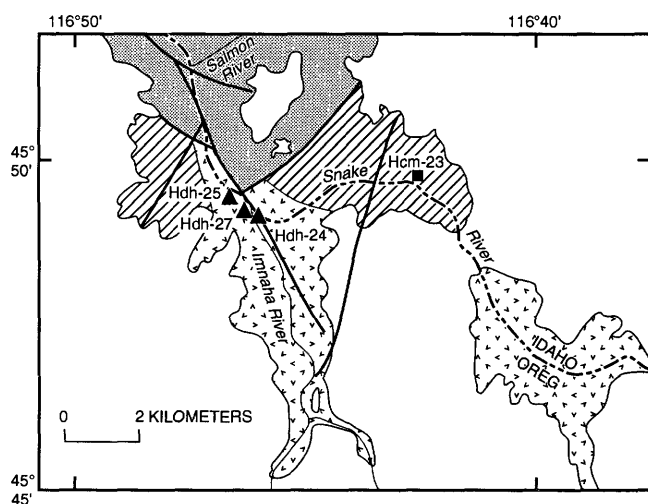 116°50'
116°40'
Salmon
River
45°
50'
Hcm-23
Snake
Hdh-25
Hdh-27
Hdh-24
River
Imnaha River
IDAHO
OREG
0 2 KILOMETERS
45°
45'